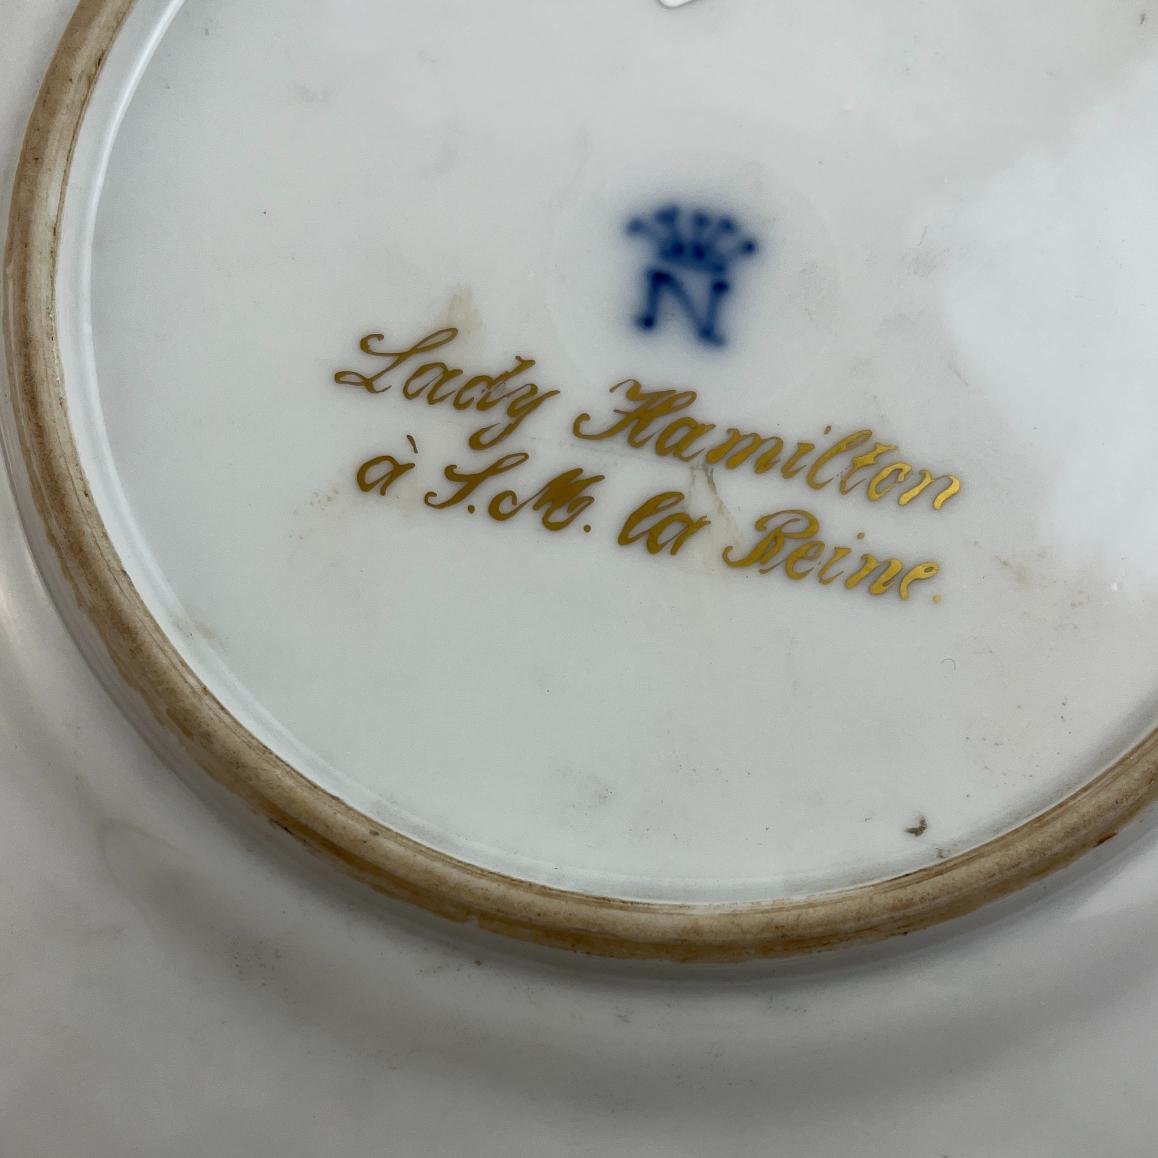 N
Lady Hamilton
à S. M. la Reine.